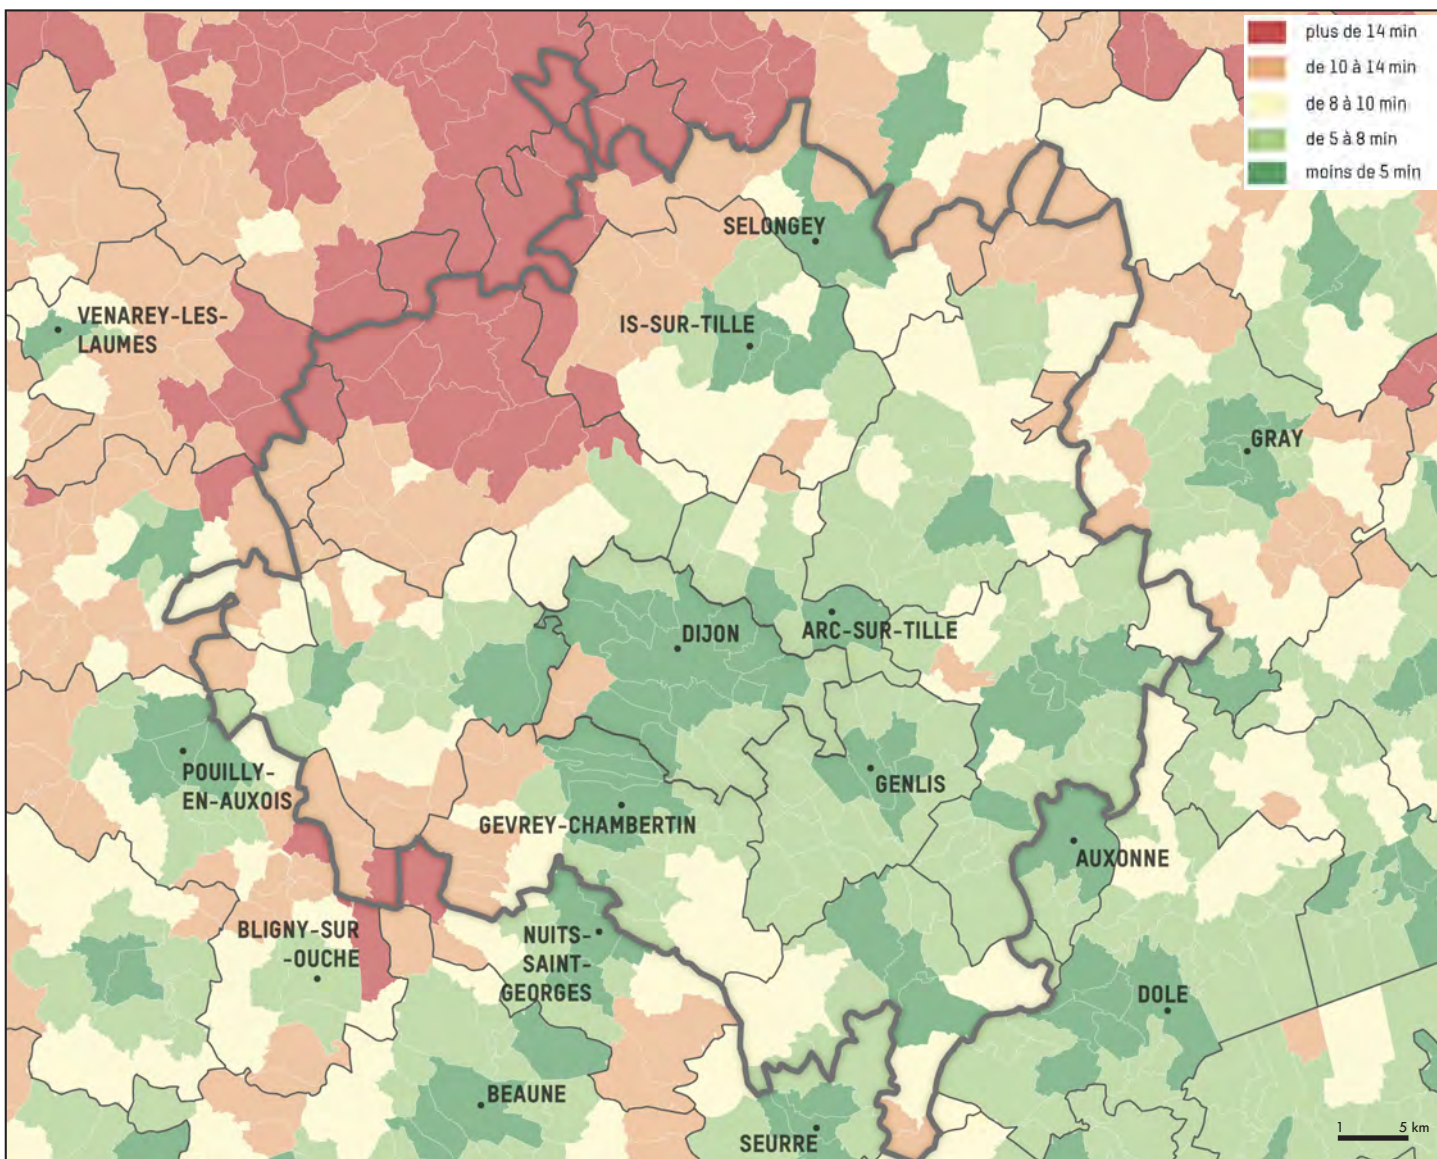 plus de 14 min
de 10 à 14 min
de 8 à 10 min
de 5 à 8 min
moins de 5 min
SELONGEY
VENAREY-LES-
LAUMES
IS-SUR-TILLE
GRAY
DIJON
ARC-SUR-TILLE
POUILLY-
EN-AUXOIS
GENLIS
GEVREY-CHAMBERTIN
AUXONNE
BLIGNY-SUR
-OUCHE
NUITS-
SAINT-
GEORGES
DOLE
BEAUNE
SEURRE
1 5 km